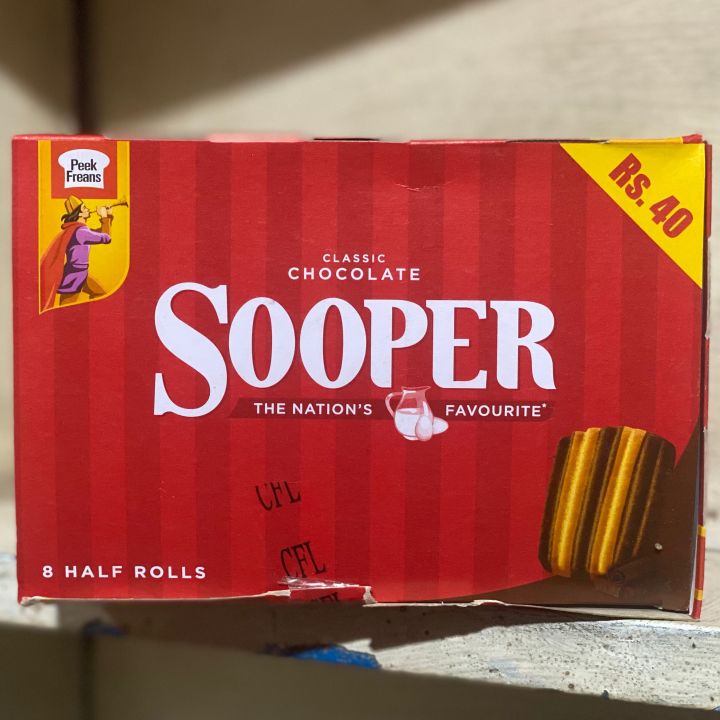 Peek
Freans
Rs. 40
CLASSIC
CHOCOLATE
SOOPER
THE NATION'S FAVOURITE*
CFL
CFL
8 HALF ROLLS